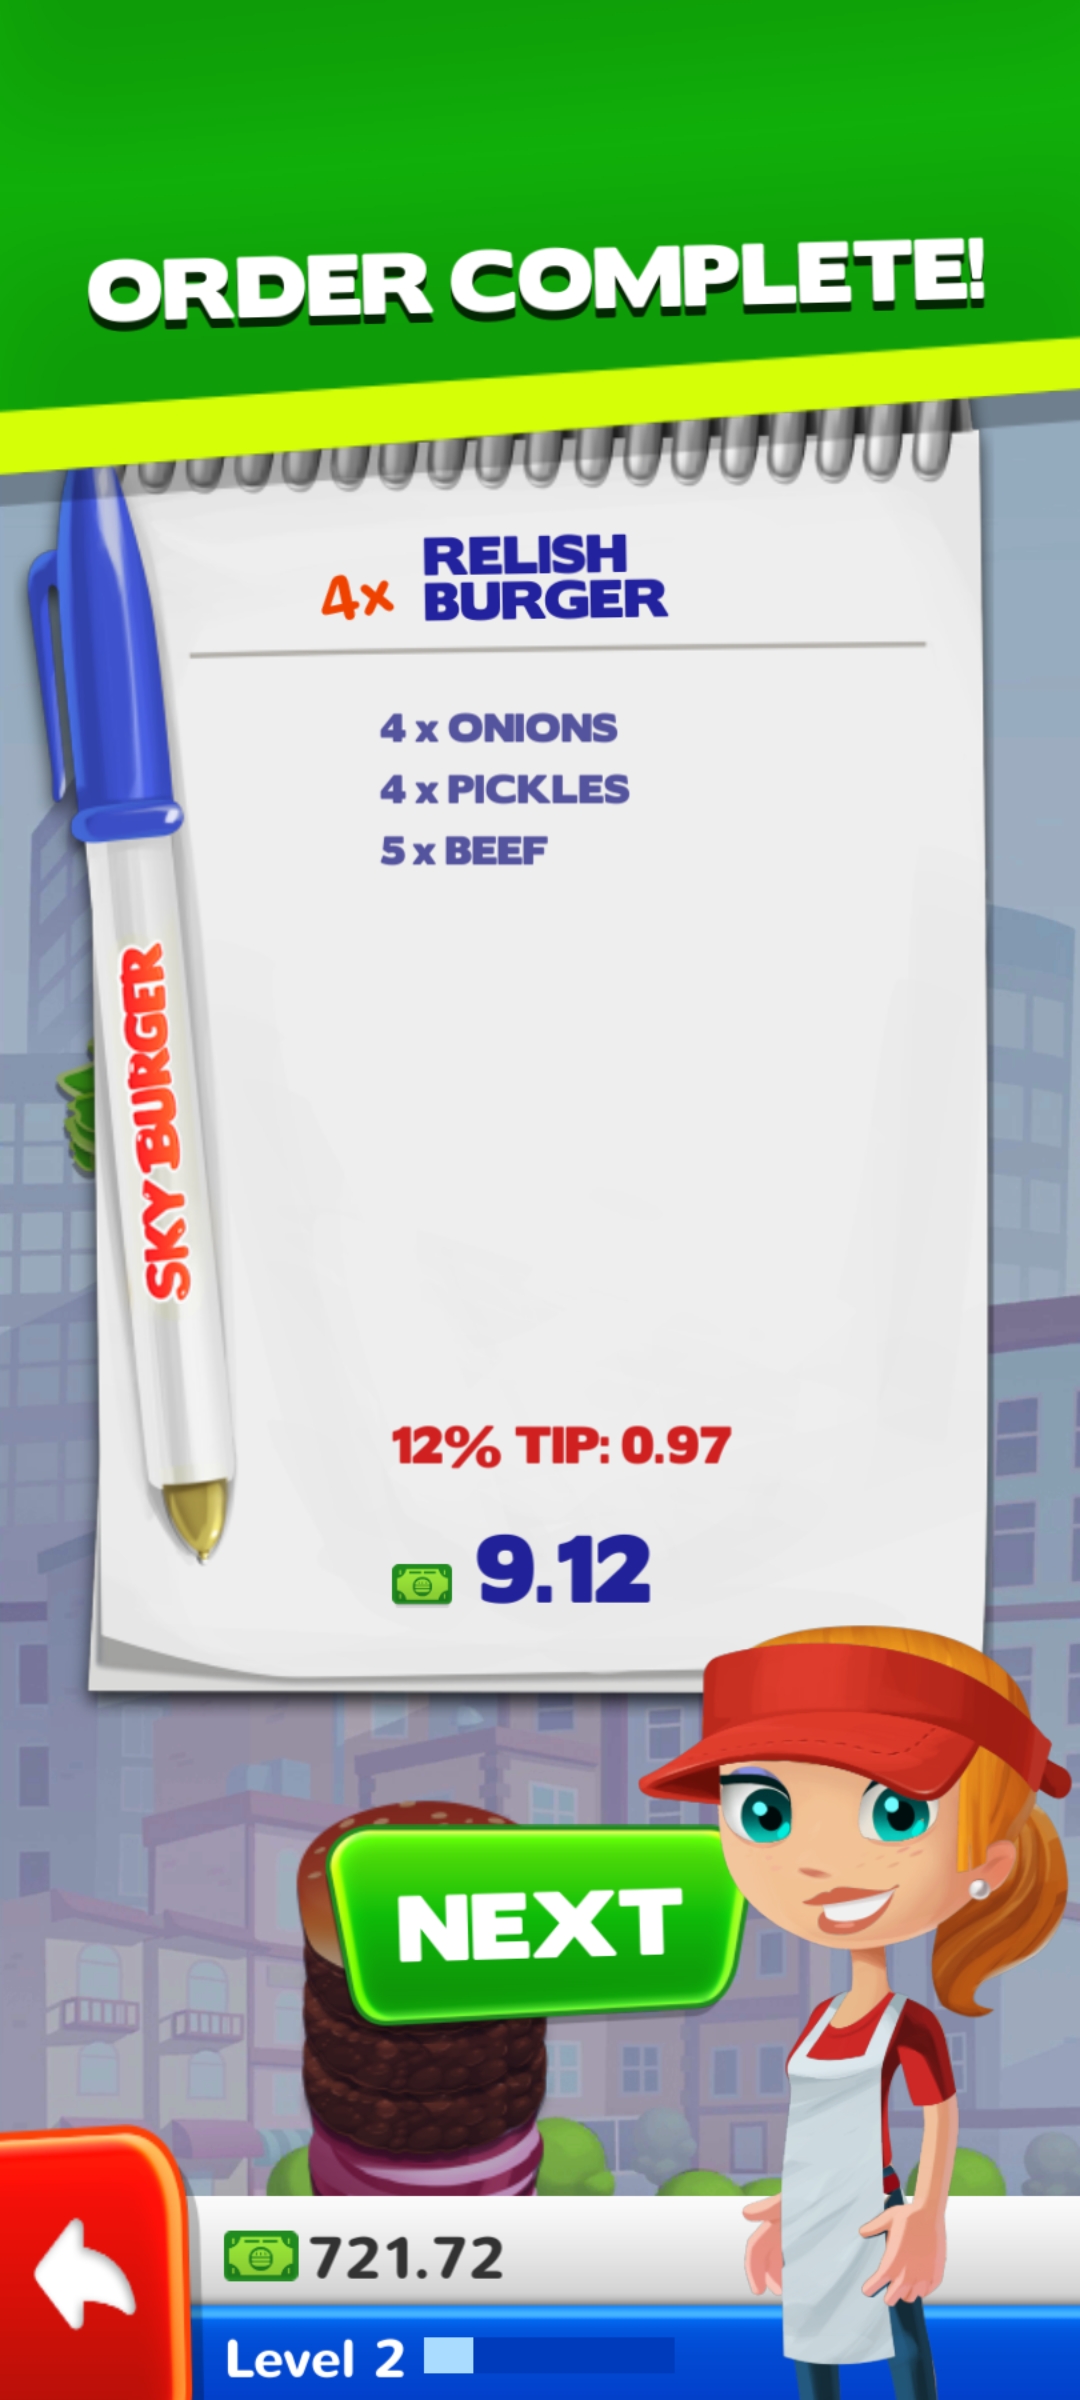 ORDER COMPLETE!
4x RELISH
BURGER
4 x ONIONS
4 x PICKLES
5 x BEEF
SKY BURGER
12% TIP: 0.97
9.12
NEXT
721.72
Level 2